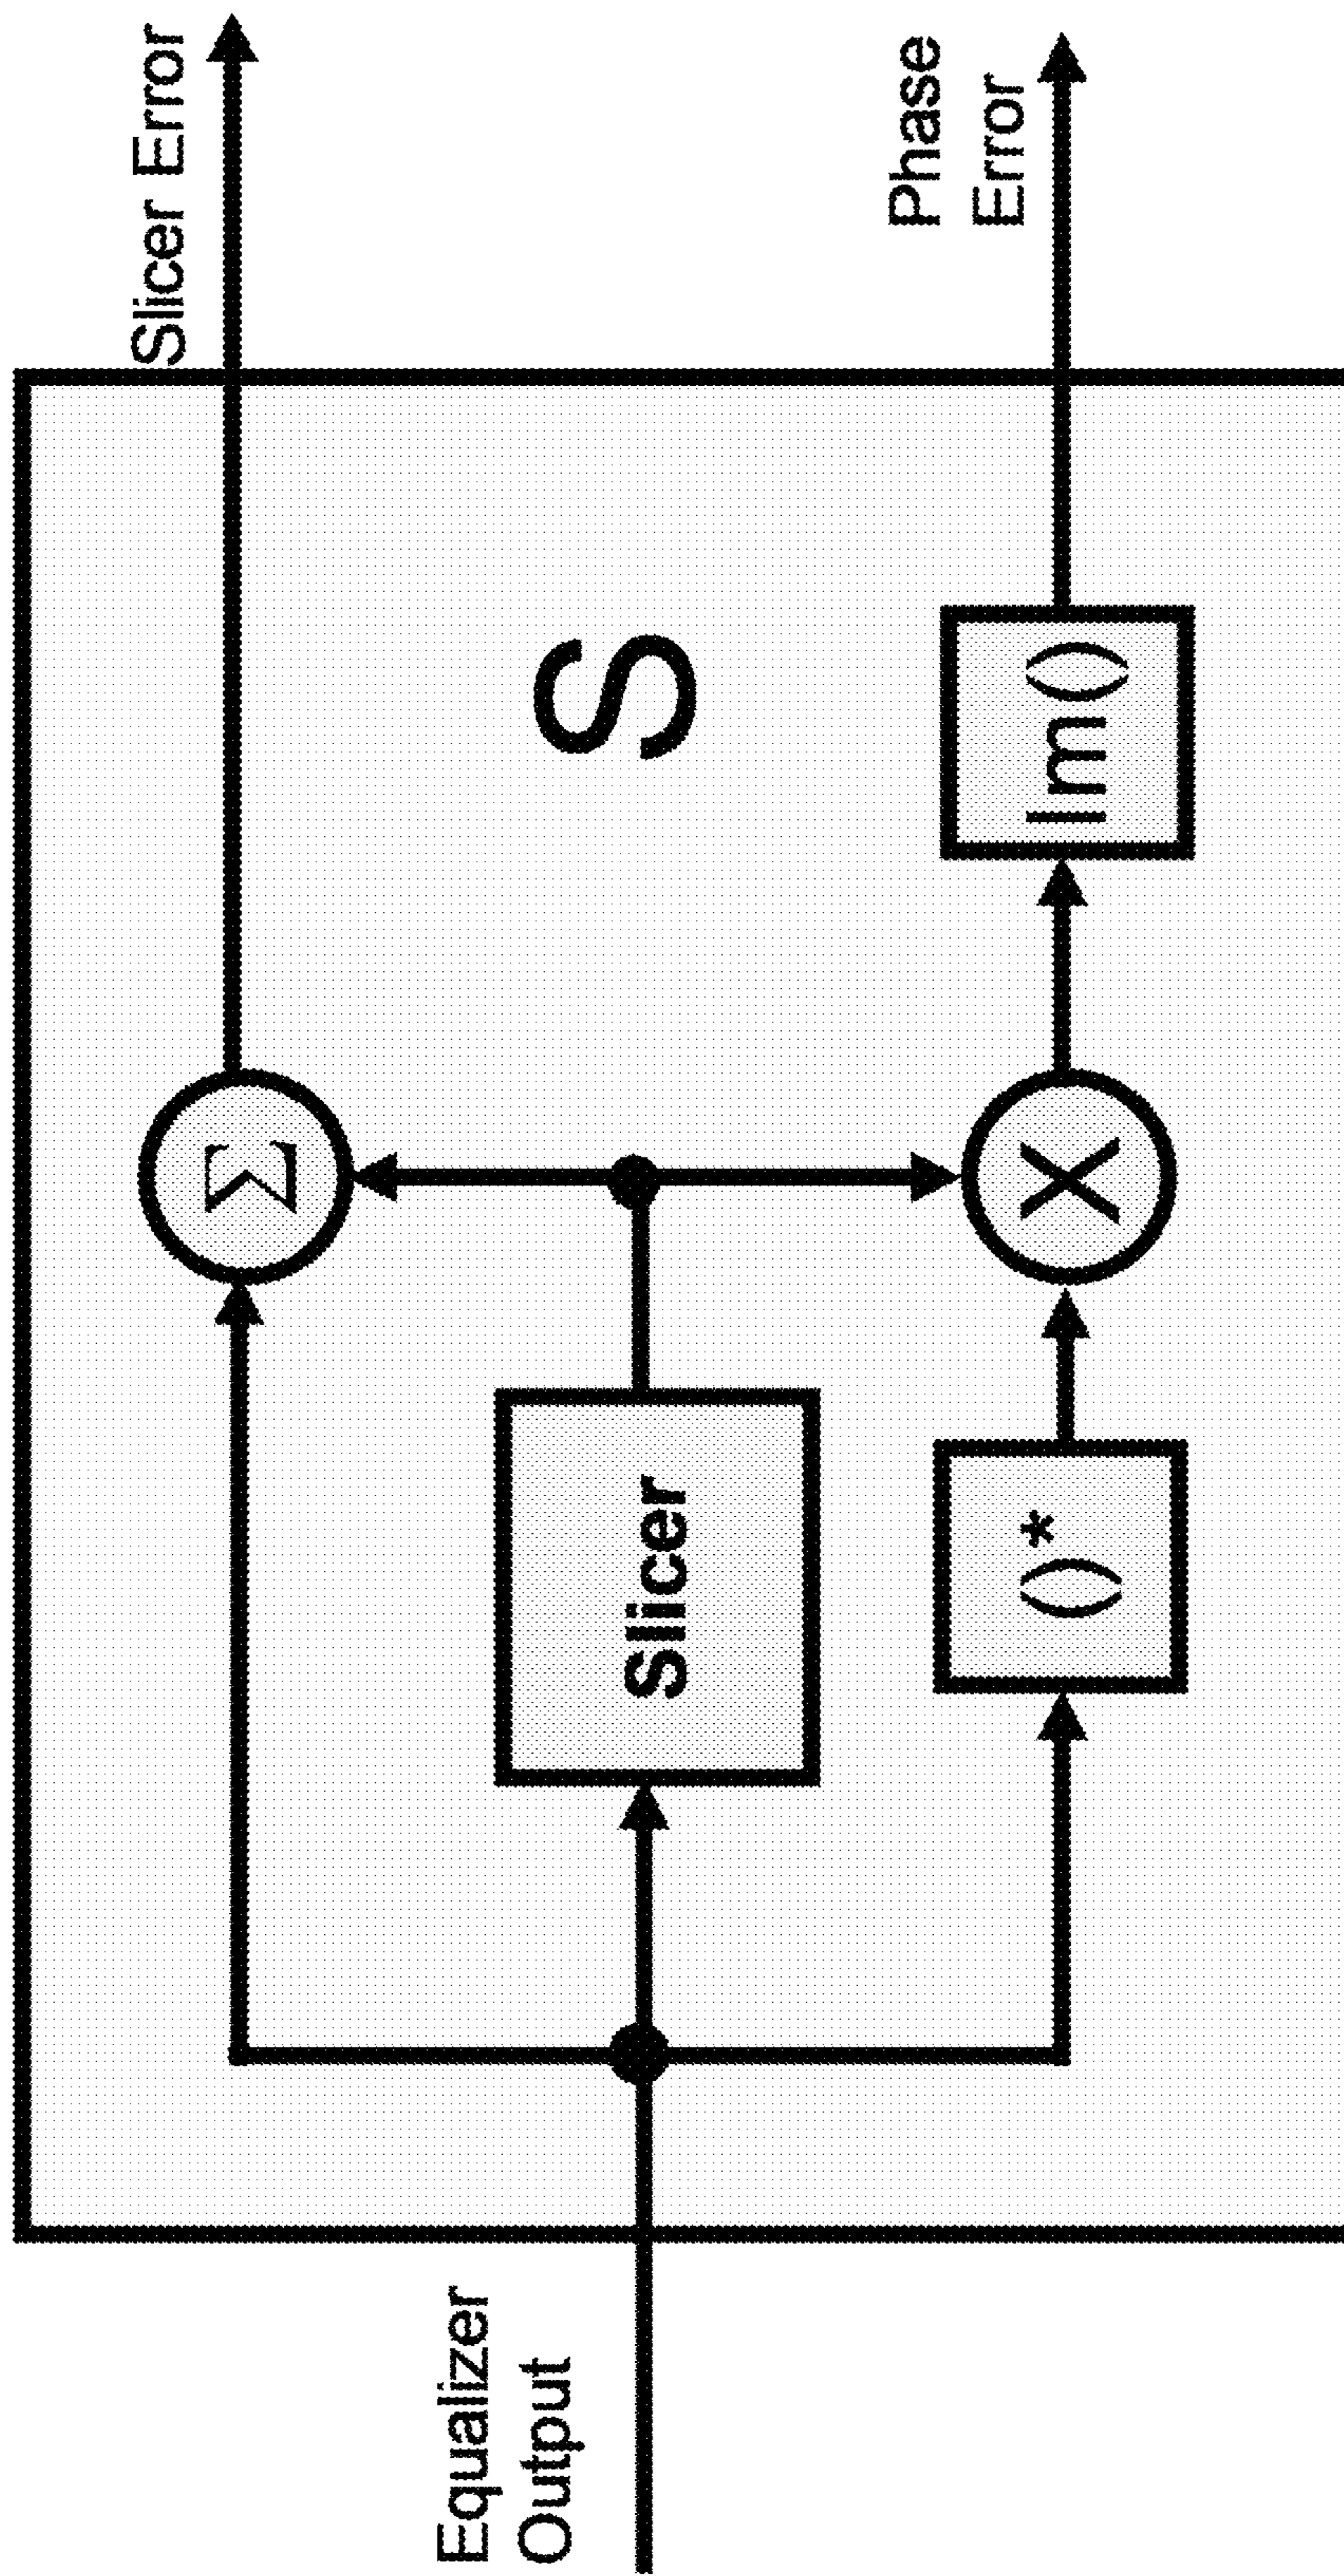 Equalizer
Output
Slicer Error
Σ
Slicer
S
()*
X
Im()
Phase
Error